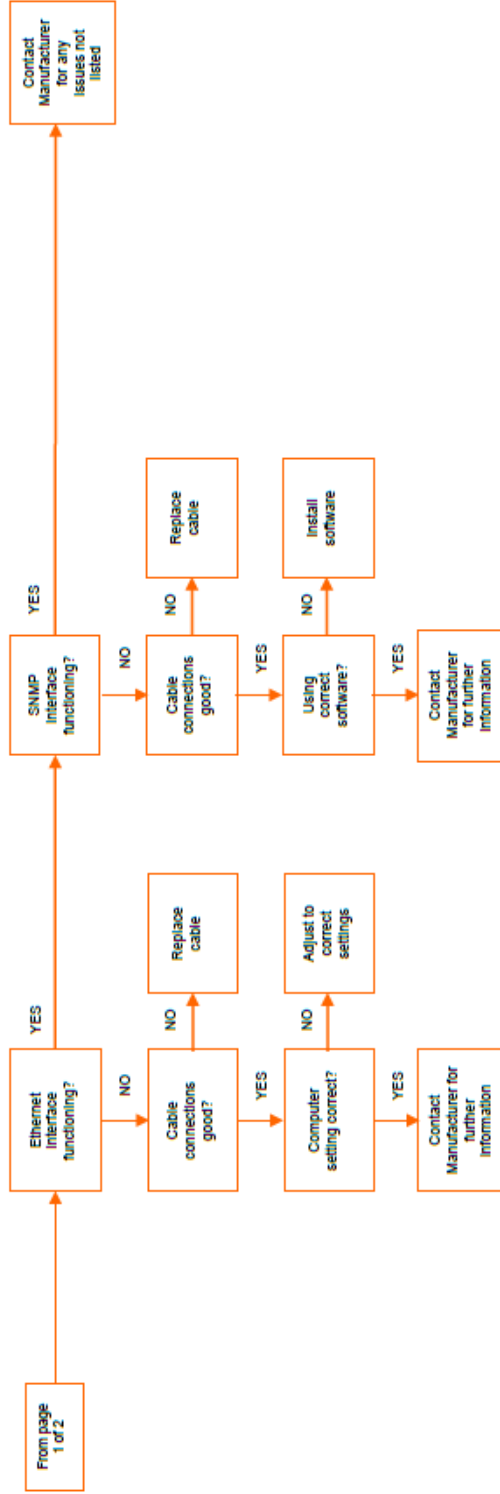 From page
1 of 2
Ethernet
Interface
functioning?
YES
NO
Cable
connections
good?
NO
Replace
cable
YES
Computer
setting correct?
NO
Adjust to
correct
settings
YES
Contact
Manufacturer for
further
Information
SNMP
Interface
functioning?
YES
NO
Cable
connections
good?
NO
Replace
cable
YES
Using
correct
software?
NO
Install
software
YES
Contact
Manufacturer
for further
Information
Contact
Manufacturer
for any
Issues not
listed